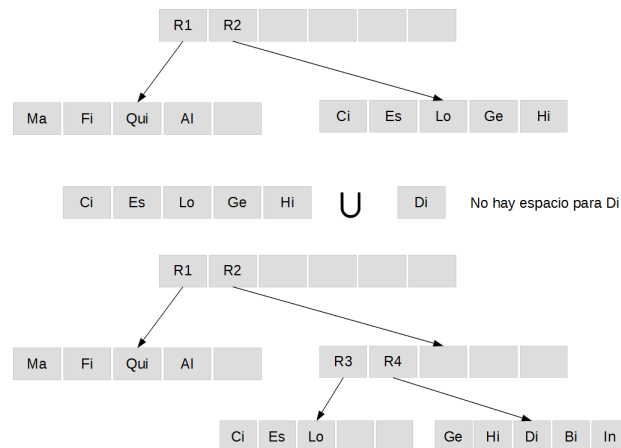 R1 R2
Ma Fi Qui Al
Ci Es Lo Ge Hi
Ci Es Lo Ge Hi ∪ Di No hay espacio para Di
R1 R2
Ma Fi Qui Al
R3 R4
Ci Es Lo
Ge Hi Di Bi In